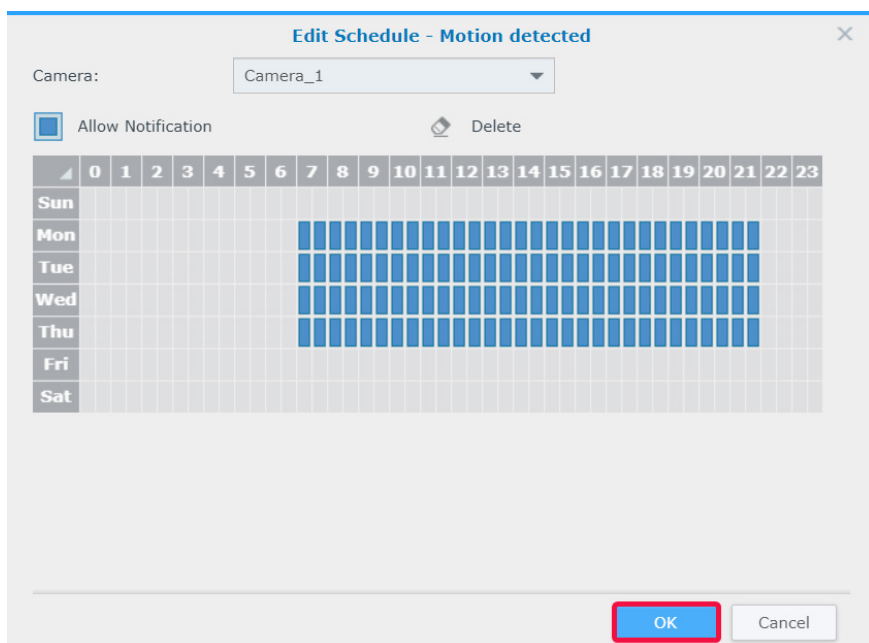 Edit Schedule - Motion detected
Camera: Camera_1
Allow Notification Delete
0 1 2 3 4 5 6 7 8 9 10 11 12 13 14 15 16 17 18 19 20 21 22 23
Sun
Mon
Tue
Wed
Thu
Fri
Sat
OK Cancel